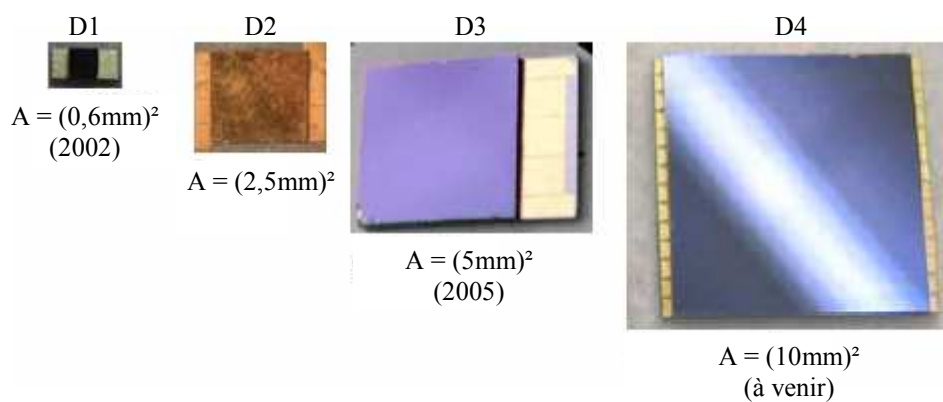 D1
A = (0,6mm)²
(2002)
D2
A = (2,5mm)²
D3
A = (5mm)²
(2005)
D4
A = (10mm)²
(à venir)